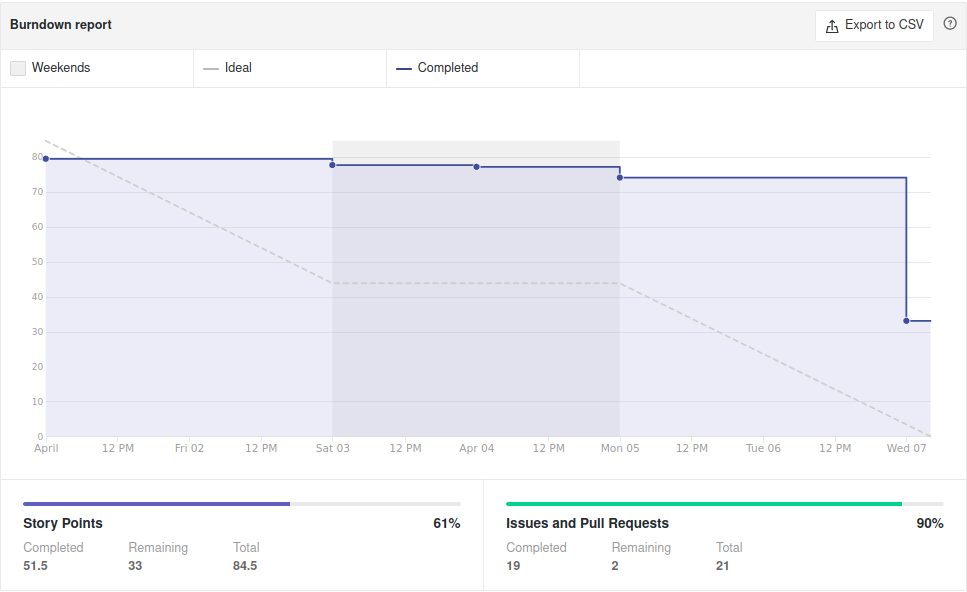 Burndown report
Export to CSV
Weekends
Ideal
Completed
80
70
60
50
40
30
20
10
0
April 12 PM Fri 02 12 PM Sat 03 12 PM Apr 04 12 PM Mon 05 12 PM Tue 06 12 PM Wed 07
Story Points 61%
Completed Remaining Total
51.5 33 84.5
Issues and Pull Requests 90%
Completed Remaining Total
19 2 21